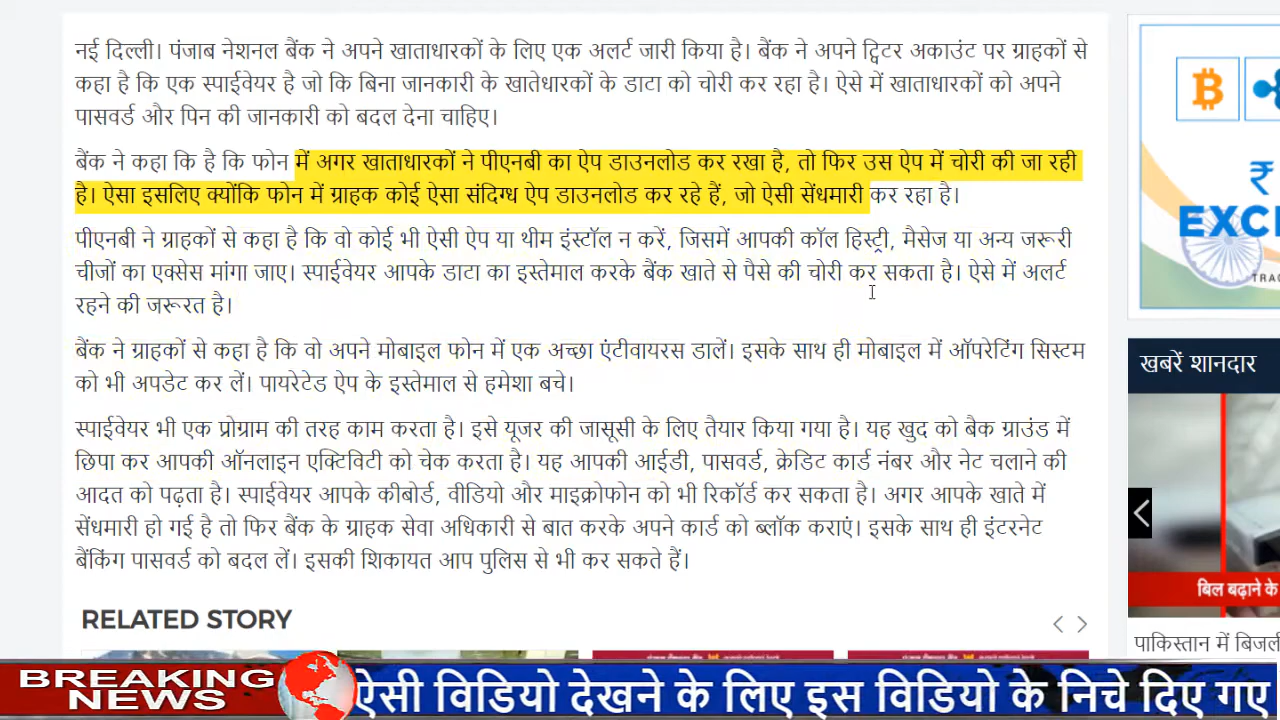 नई दिल्ली। पंजाब नेशनल बैंक ने अपने खाताधारकों के लिए एक अलर्ट जारी किया है। बैंक ने अपने ट्विटर अकाउंट पर ग्राहकों से
कहा है कि एक स्पाईवेयर है जो कि बिना जानकारी के खातेधारकों के डाटा को चोरी कर रहा है। ऐसे में खाताधारकों को अपने
पासवर्ड और पिन की जानकारी को बदल देना चाहिए।
बैंक ने कहा कि है कि फोन में अगर खाताधारकों ने पीएनबी का ऐप डाउनलोड कर रखा है, तो फिर उस ऐप में चोरी की जा रही
है। ऐसा इसलिए क्योंकि फोन में ग्राहक कोई ऐसा संदिग्ध ऐप डाउनलोड कर रहे हैं, जो ऐसी सेंधमारी कर रहा है।
पीएनबी ने ग्राहकों से कहा है कि वो कोई भी ऐसी ऐप या थीम इंस्टॉल न करें, जिसमें आपकी कॉल हिस्ट्री, मैसेज या अन्य जरूरी
चीजों का एक्सेस मांगा जाए। स्पाईवेयर आपके डाटा का इस्तेमाल करके बैंक खाते से पैसे की चोरी कर सकता है। ऐसे में अलर्ट
रहने की जरूरत है।
बैंक ने ग्राहकों से कहा है कि वो अपने मोबाइल फोन में एक अच्छा एंटीवायरस डालें। इसके साथ ही मोबाइल में ऑपरेटिंग सिस्टम
को भी अपडेट कर लें। पायरेटेड ऐप के इस्तेमाल से हमेशा बचे।
स्पाईवेयर भी एक प्रोग्राम की तरह काम करता है। इसे यूजर की जासूसी के लिए तैयार किया गया है। यह खुद को बैक ग्राउंड में
छिपा कर आपकी ऑनलाइन एक्टिविटी को चेक करता है। यह आपकी आईडी, पासवर्ड, क्रेडिट कार्ड नंबर और नेट चलाने की
आदत को पढ़ता है। स्पाईवेयर आपके कीबोर्ड, वीडियो और माइक्रोफोन को भी रिकॉर्ड कर सकता है। अगर आपके खाते में
सेंधमारी हो गई है तो फिर बैंक के ग्राहक सेवा अधिकारी से बात करके अपने कार्ड को ब्लॉक कराएं। इसके साथ ही इंटरनेट
बैंकिंग पासवर्ड को बदल लें। इसकी शिकायत आप पुलिस से भी कर सकते हैं।
RELATED STORY
₹
EXC
TRA
खबरें शानदार
बिल बढ़ाने के
पाकिस्तान में
BREAKING
NEWS
ऐसी विडियो देखने के लिए इस विडियो के निचे दिए गए